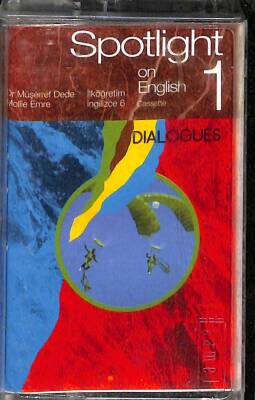 Spotlight
on
English 1
Cassette
Dr Müşerref Dede
Mollie Emre
İlköğretim
İngilizce 6
DIALOGUES